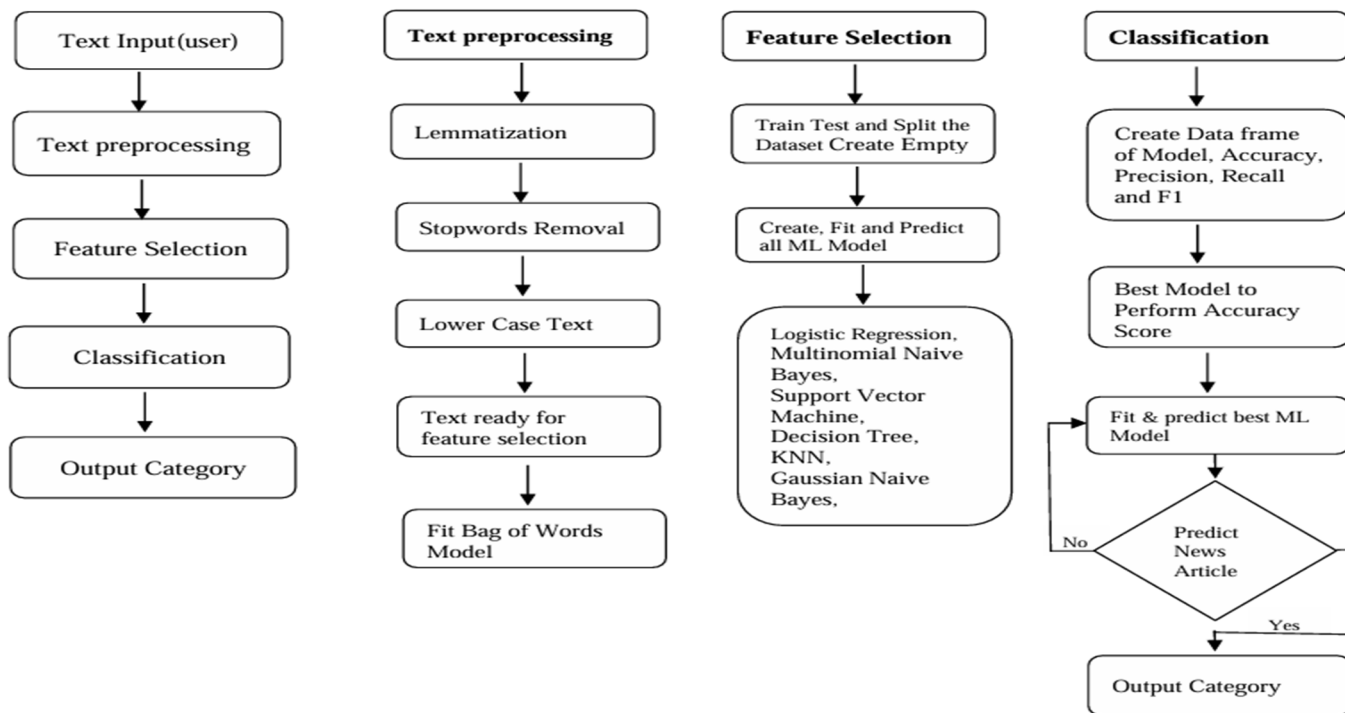 Text Input(user)
Text preprocessing
Feature Selection
Classification
Output Category
Text preprocessing
Lemmatization
Stopwords Removal
Lower Case Text
Text ready for
feature selection
Fit Bag of Words
Model
Feature Selection
Train Test and Split the
Dataset Create Empty
Create, Fit and Predict
all ML Model
Logistic Regression,
Multinomial Naive
Bayes,
Support Vector
Machine,
Decision Tree,
KNN,
Gaussian Naive
Bayes,
Classification
Create Data frame
of Model, Accuracy,
Precision, Recall
and F1
Best Model to
Perform Accuracy
Score
Fit & predict best ML
Model
Predict
News
Article
No
Yes
Output Category